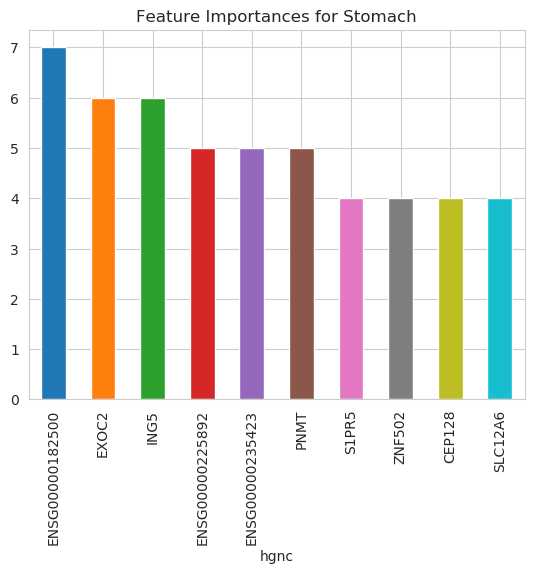 Feature Importances for Stomach
7
6
5
4
3
2
1
0
ENSG00000182500
EXOC2
ING5
ENSG00000225892
ENSG00000235423
PNMT
S1PR5
ZNF502
CEP128
SLC12A6
hgnc